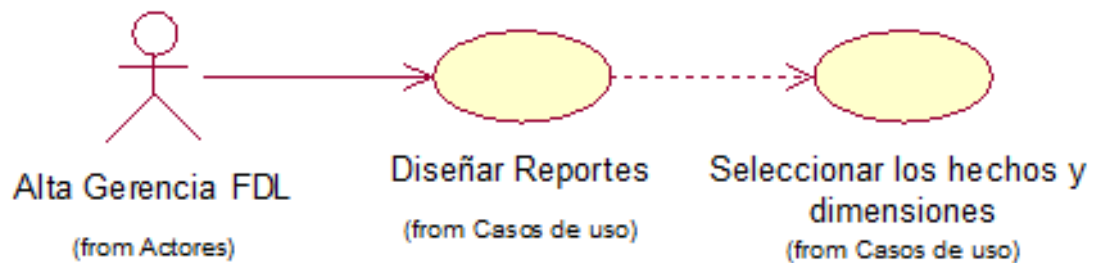 Alta Gerencia FDL
(from Actores)
Diseñar Reportes
(from Casos de uso)
Seleccionar los hechos y
dimensiones
(from Casos de uso)